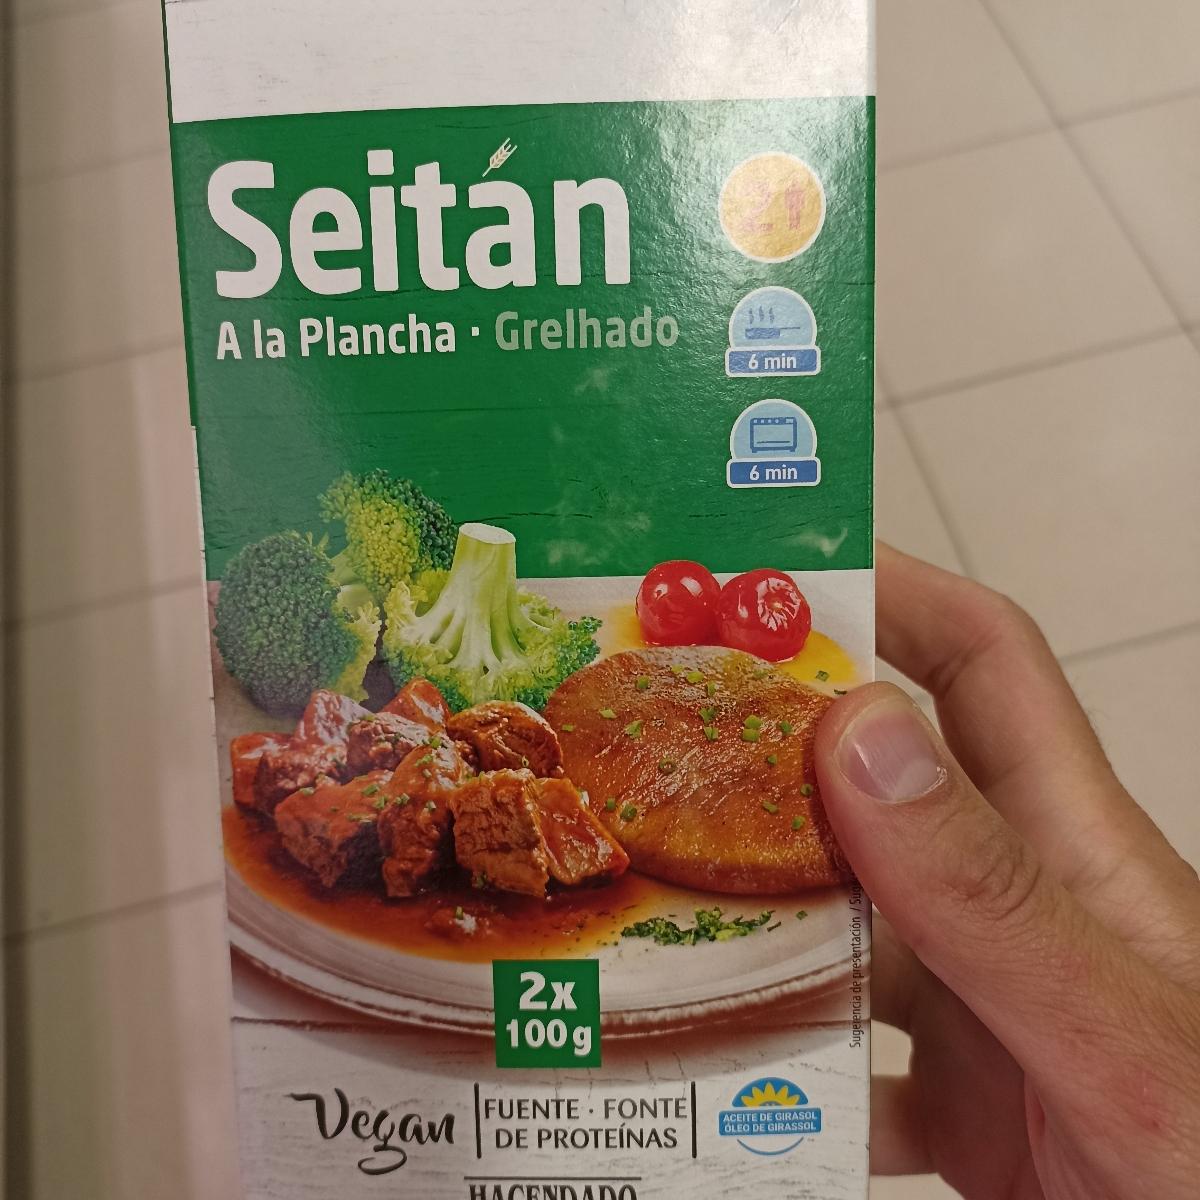 Seitán
A la Plancha · Grelhado
2
6 min
6 min
Sugerencia de presentación /
2x
100g
Vegan
FUENTE · FONTE
DE PROTEÍNAS
ACEITE DE GIRASOL
ÓLEO DE GIRASSOL
HACENDADO